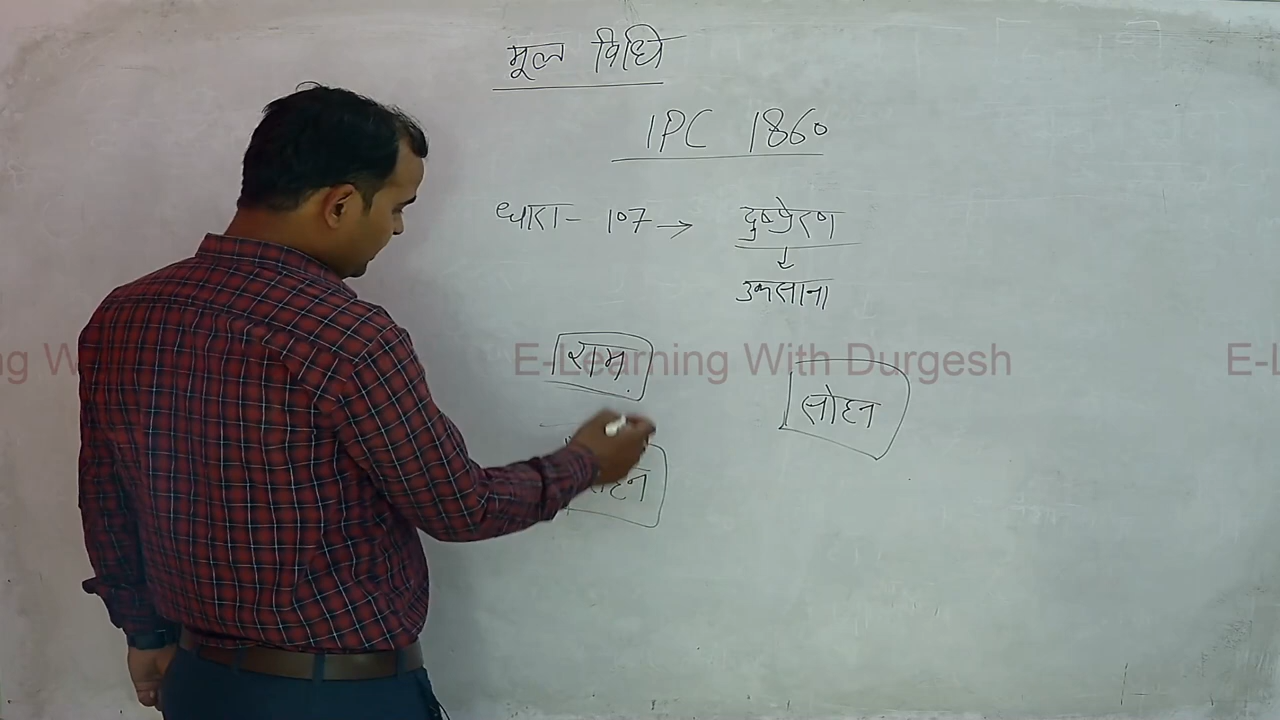 मूल विधि
IPC 1860
धारा- 107 → दुष्प्रेरण
↓
उकसाना
राम
E-Learning With Durgesh
सोहन